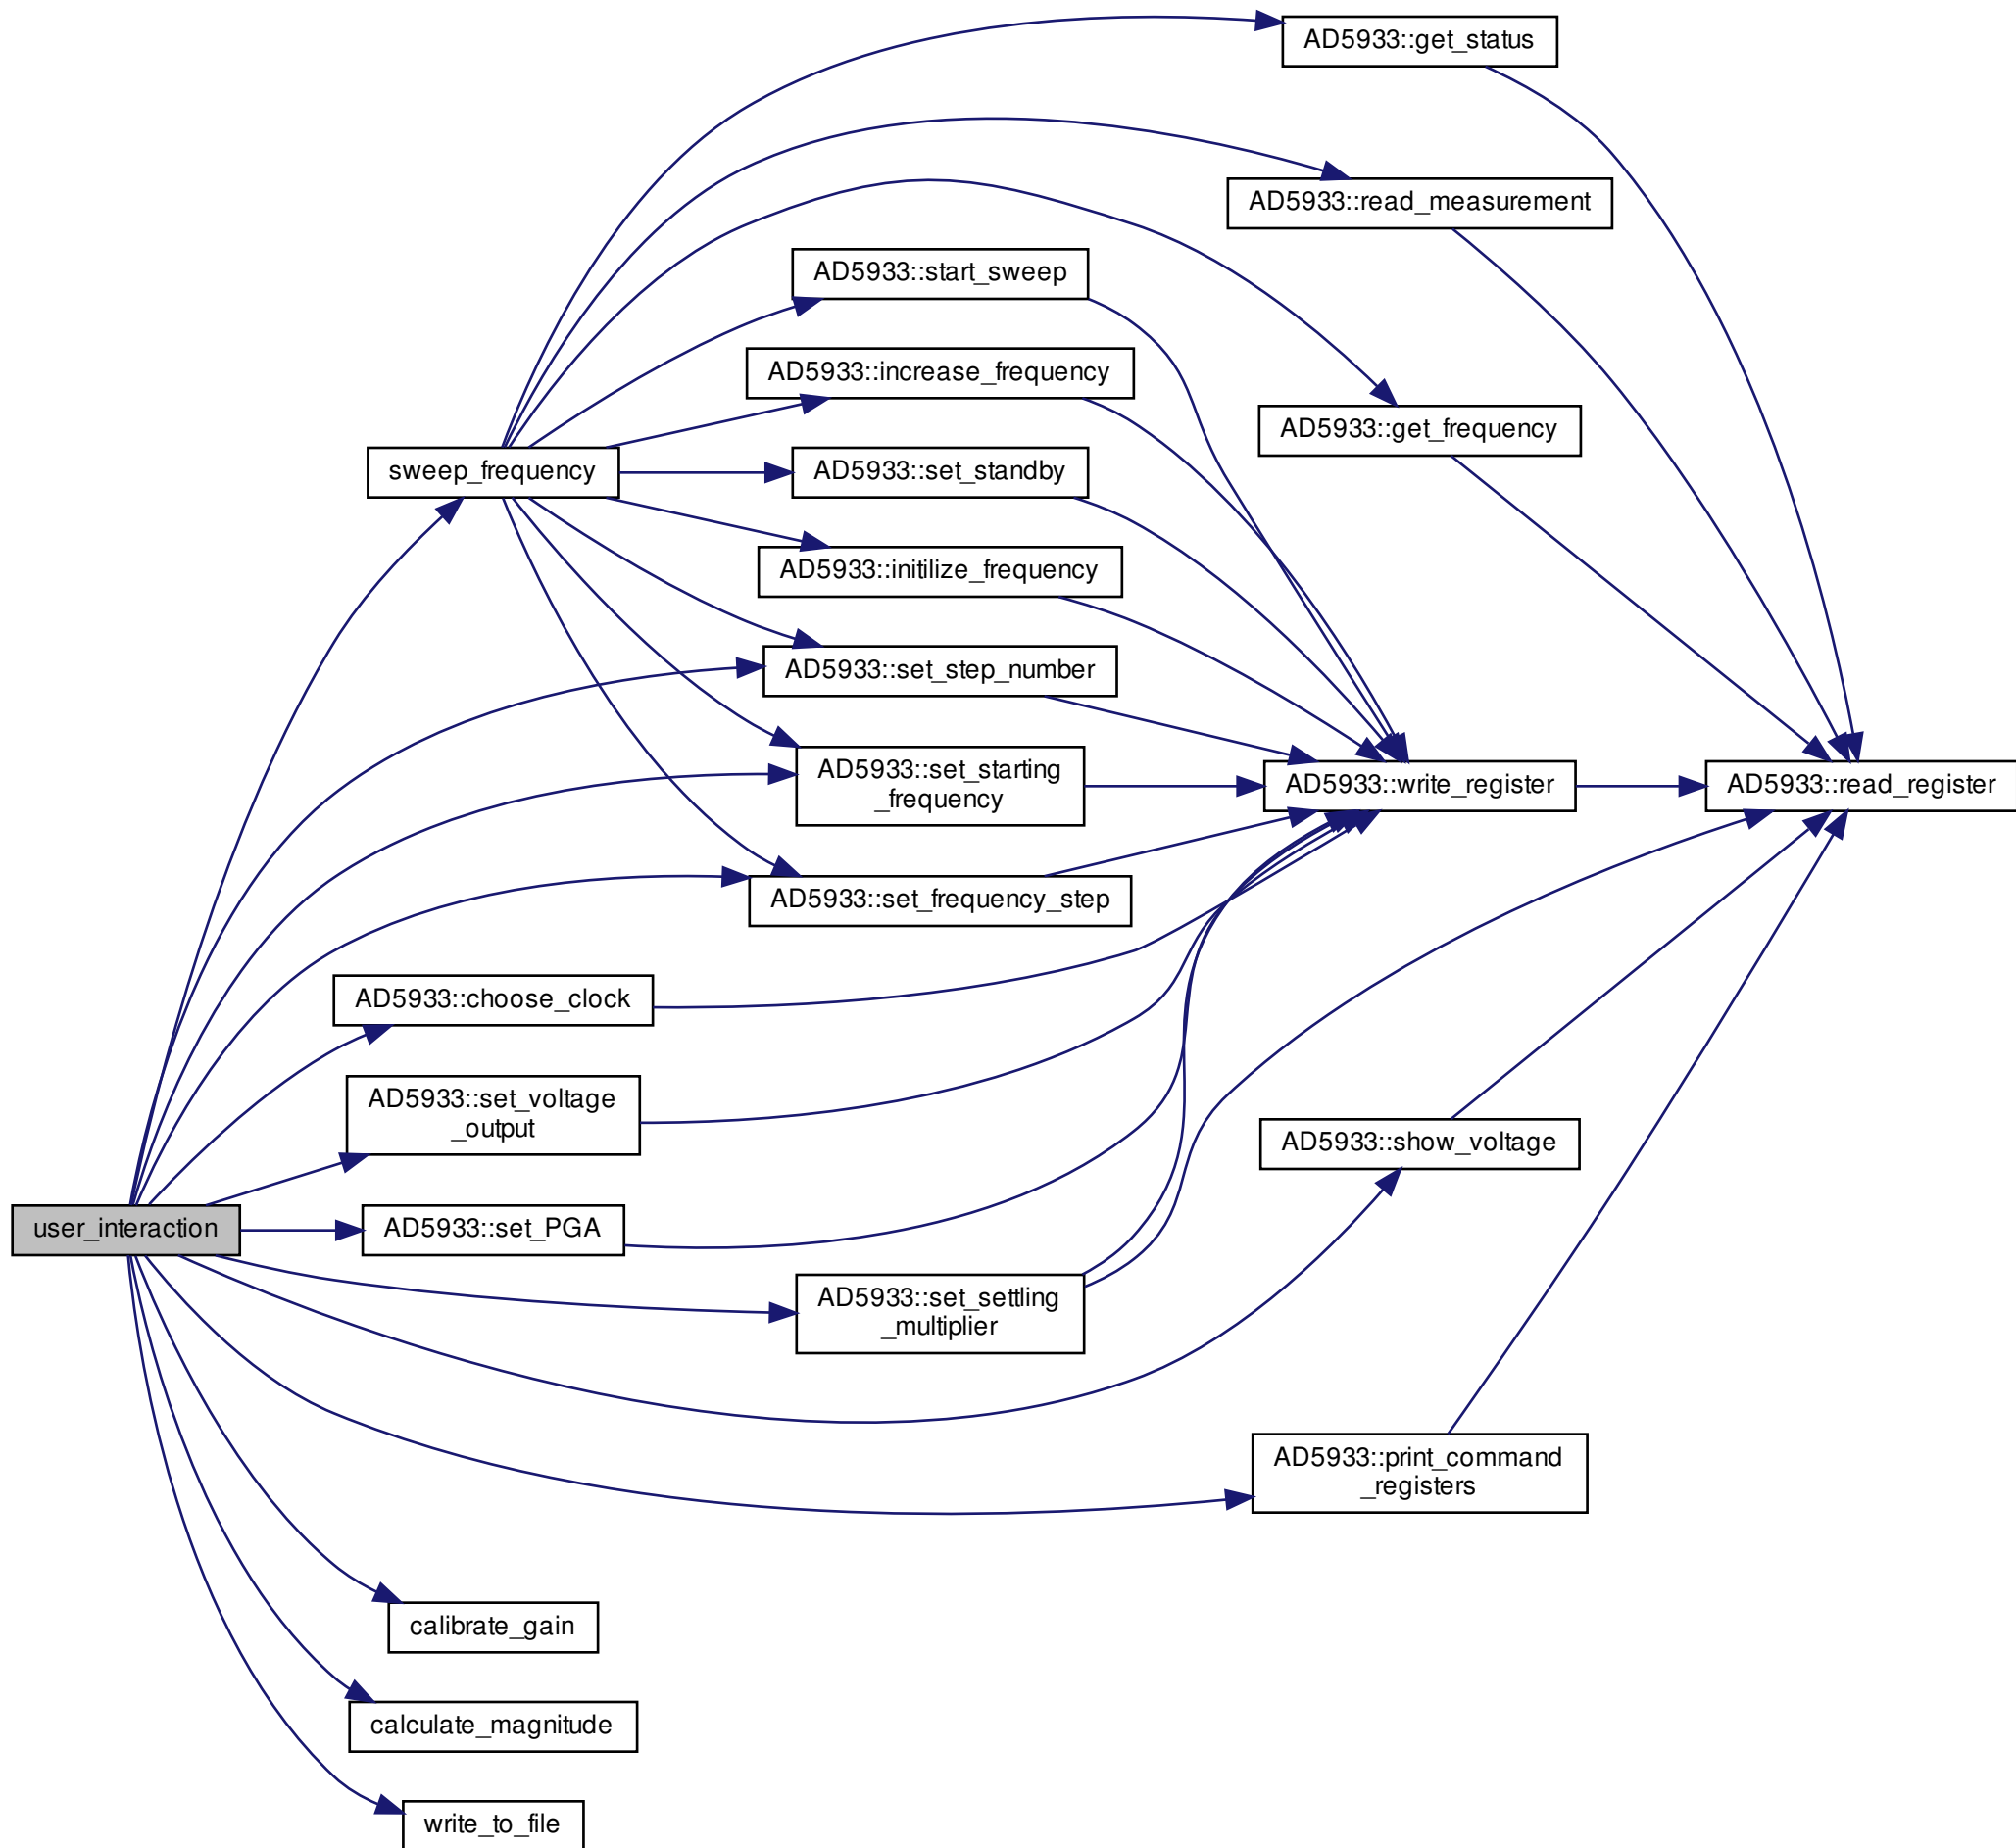 AD5933::get_status
AD5933::read_measurement
AD5933::start_sweep
AD5933::increase_frequency
AD5933::get_frequency
sweep_frequency
AD5933::set_standby
AD5933::initilize_frequency
AD5933::set_step_number
AD5933::set_starting
_frequency
AD5933::write_register
AD5933::read_register
AD5933::set_frequency_step
AD5933::choose_clock
AD5933::set_voltage
_output
AD5933::show_voltage
user_interaction
AD5933::set_PGA
AD5933::set_settling
_multiplier
AD5933::print_command
_registers
calibrate_gain
calculate_magnitude
write_to_file